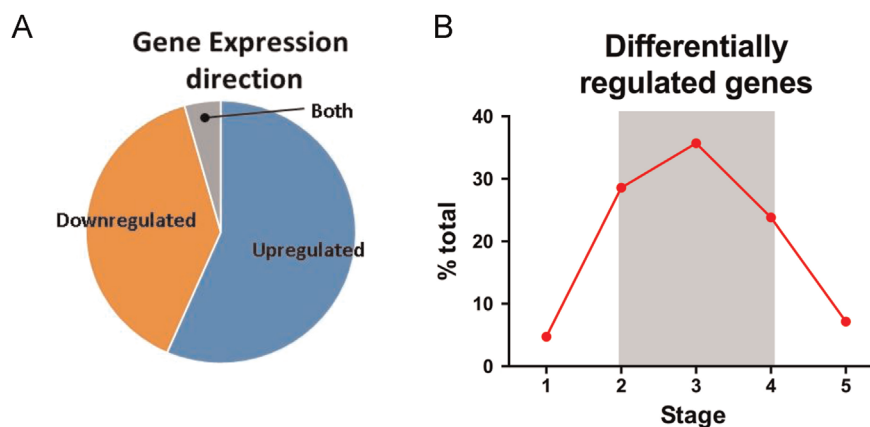 A
Gene Expression
direction
Both
Downregulated
Upregulated
B
Differentially
regulated genes
% total
40
30
20
10
0
1 2 3 4 5
Stage